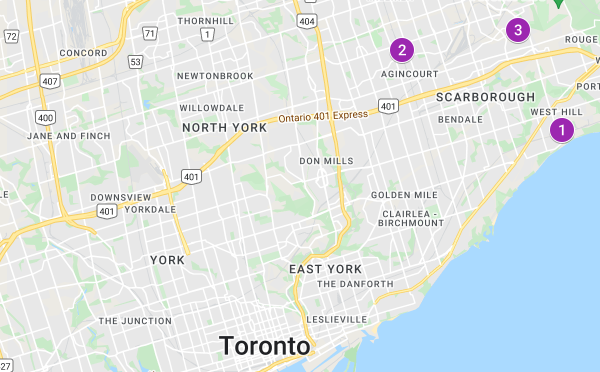 THORNHILL
404
3
72
71
1
2
ROUGE
CONCORD
53
407
NEWTONBROOK
AGINCOURT
SCARBOROUGH
400
WILLOWDALE
Ontario 401 Express
401
WEST HILL
PORT
NORTH YORK
BENDALE
1
JANE AND FINCH
DON MILLS
401
DOWNSVIEW
YORKDALE
401
GOLDEN MILE
CLAIRLEA -
BIRCHMOUNT
YORK
EAST YORK
THE DANFORTH
THE JUNCTION
LESLIEVILLE
Toronto
27